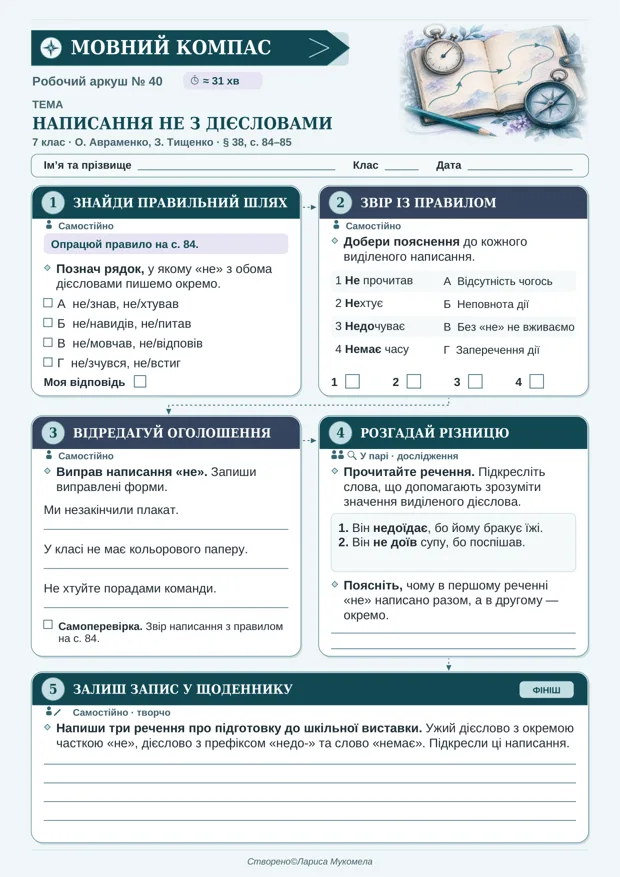 МОВНИЙ КОМПАС
Робочий аркуш № 40
≈ 31 хв
ТЕМА
НАПИСАННЯ НЕ З ДІЄСЛОВАМИ
7 клас · О. Авраменко, З. Тищенко · § 38, с. 84–85
Ім’я та прізвище Клас Дата
1 ЗНАЙДИ ПРАВИЛЬНИЙ ШЛЯХ
Самостійно
Опрацюй правило на с. 84.
Познач рядок, у якому «не» з обома
дієсловами пишемо окремо.
А не/знав, не/хтував
Б не/навидів, не/питав
В не/мовчав, не/відповів
Г не/зчувся, не/встиг
Моя відповідь
2 ЗВІР ІЗ ПРАВИЛОМ
Самостійно
Добери пояснення до кожного
виділеного написання.
1 Не прочитав А Відсутність чогось
2 Нехтує Б Неповнота дії
3 Недочуває В Без «не» не вживаємо
4 Немає часу Г Заперечення дії
1 2 3 4
3 ВІДРЕДАГУЙ ОГОЛОШЕННЯ
Самостійно
Виправ написання «не». Запиши
виправлені форми.
Ми незакінчили плакат.
У класі не має кольорового паперу.
Не хтуйте порадами команди.
Самоперевірка. Звір написання з правилом
на с. 84.
4 РОЗГАДАЙ РІЗНИЦЮ
У парі · дослідження
Прочитайте речення. Підкресліть
слова, що допомагають зрозуміти
значення виділеного дієслова.
1. Він недоїдає, бо йому бракує їжі.
2. Він не доїв супу, бо поспішав.
Поясніть, чому в першому реченні
«не» написано разом, а в другому —
окремо.
5 ЗАЛИШ ЗАПИС У ЩОДЕННИКУ
ФІНІШ
Самостійно · творчо
Напиши три речення про підготовку до шкільної виставки. Ужий дієслово з окремою
часткою «не», дієслово з префіксом «недо-» та слово «немає». Підкресли ці написання.
Створено©Лариса Мукомела